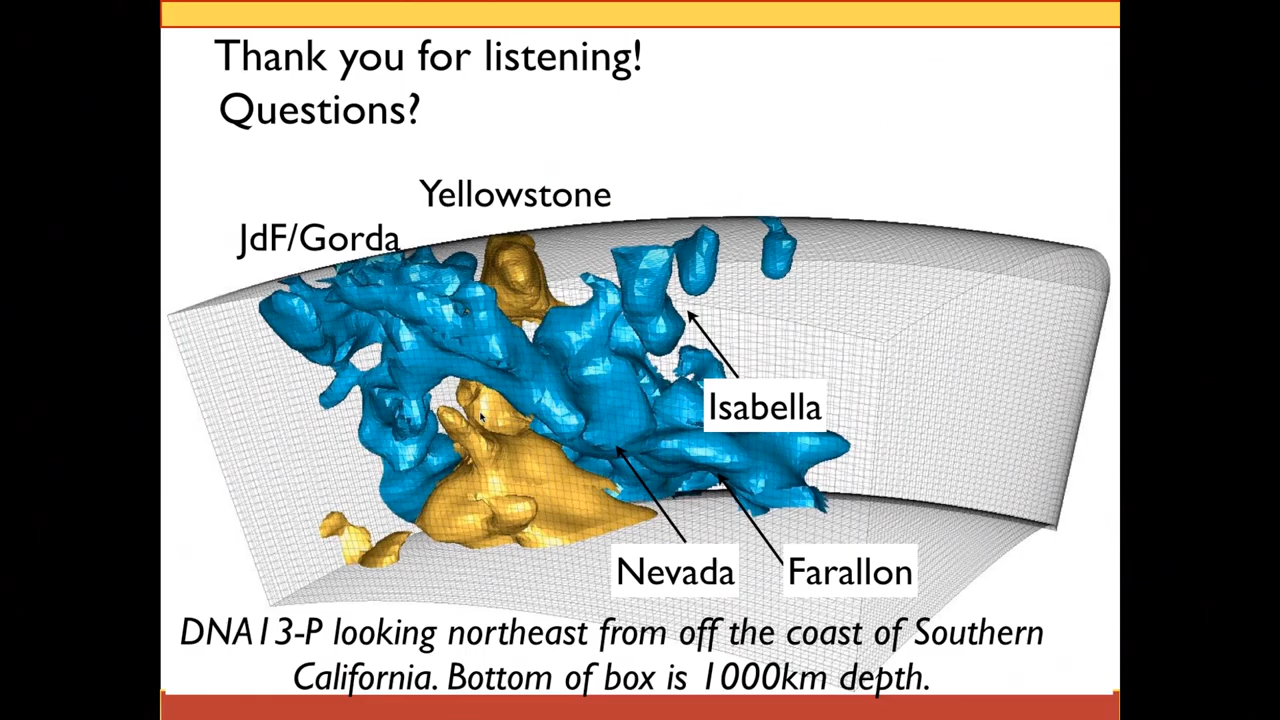 Thank you for listening!
Questions?
Yellowstone
JdF/Gorda
Isabella
Nevada
Farallon
DNA13-P looking northeast from off the coast of Southern
California. Bottom of box is 1000km depth.